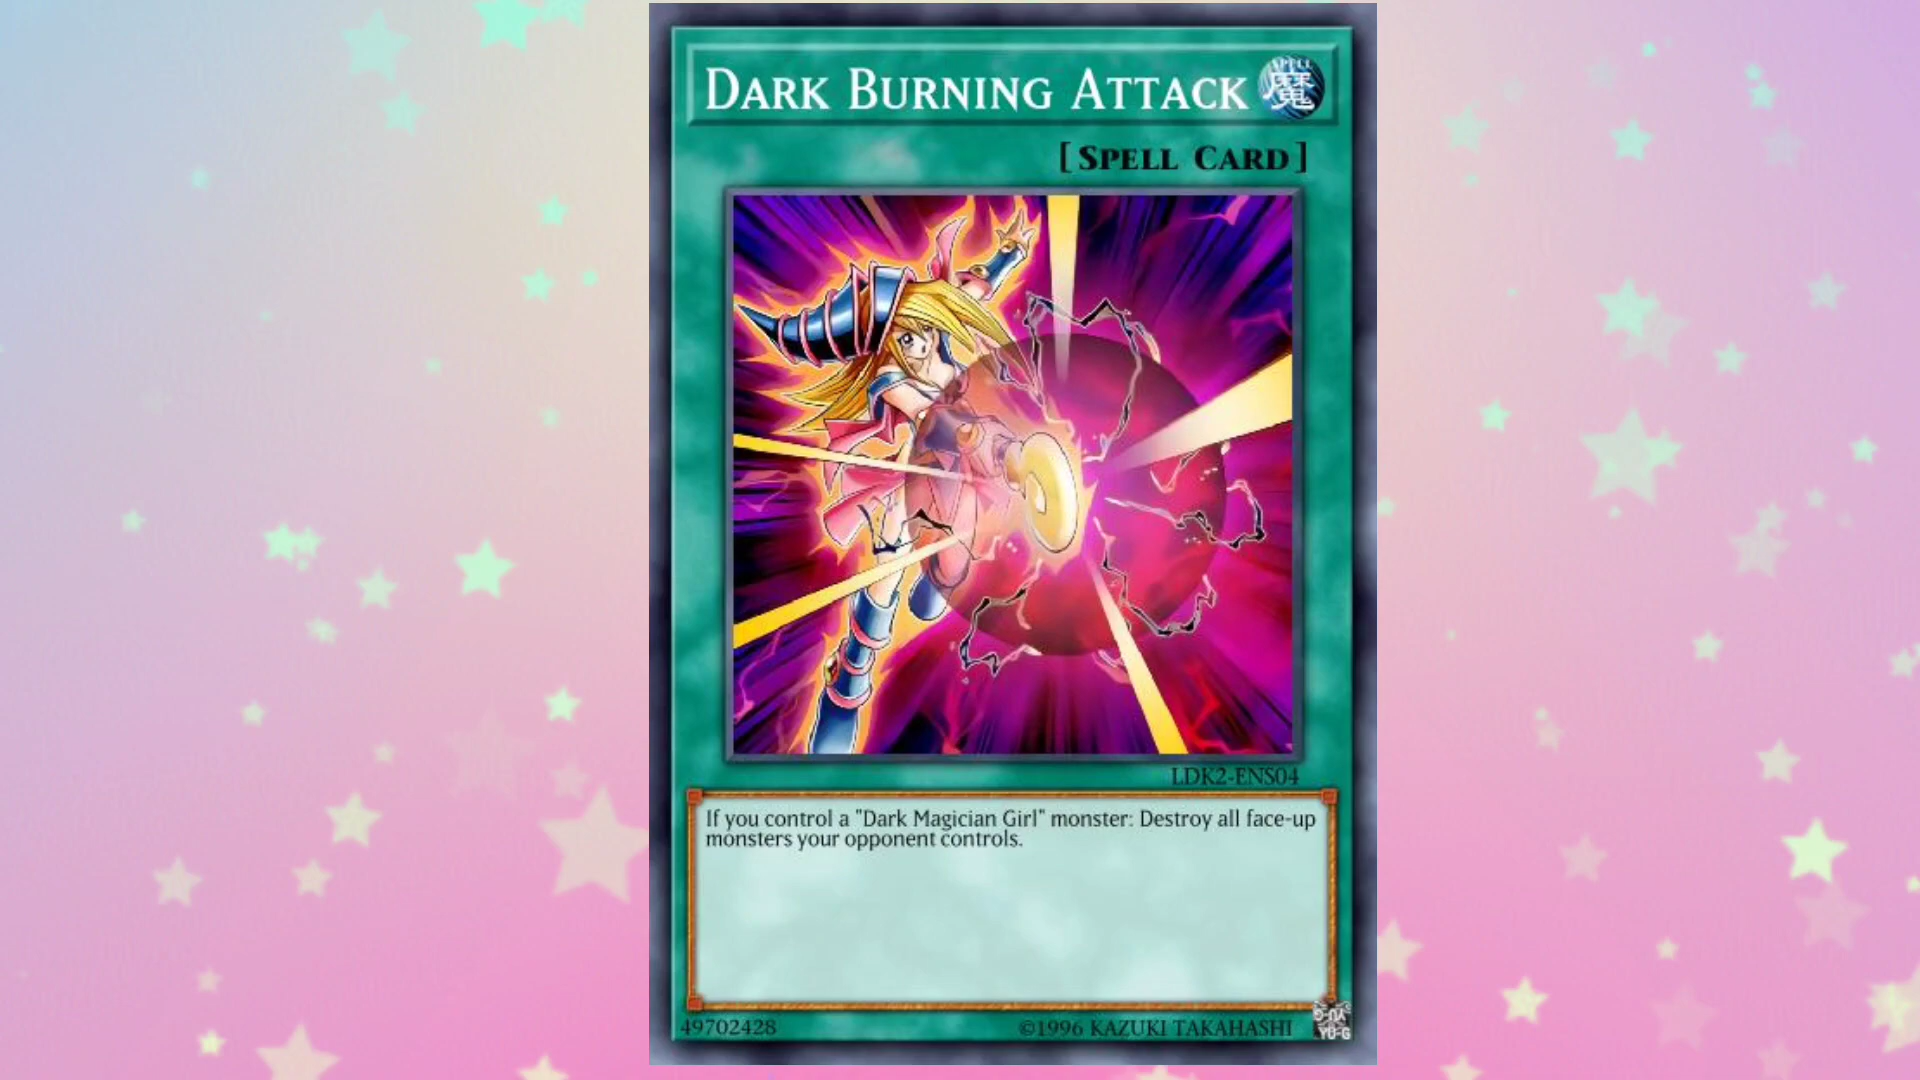 DARK BURNING ATTACK
SPELL
魔
[SPELL CARD]
LDK2-ENS04
If you control a "Dark Magician Girl" monster: Destroy all face-up
monsters your opponent controls.
49702428
©1996 KAZUKI TAKAHASHI